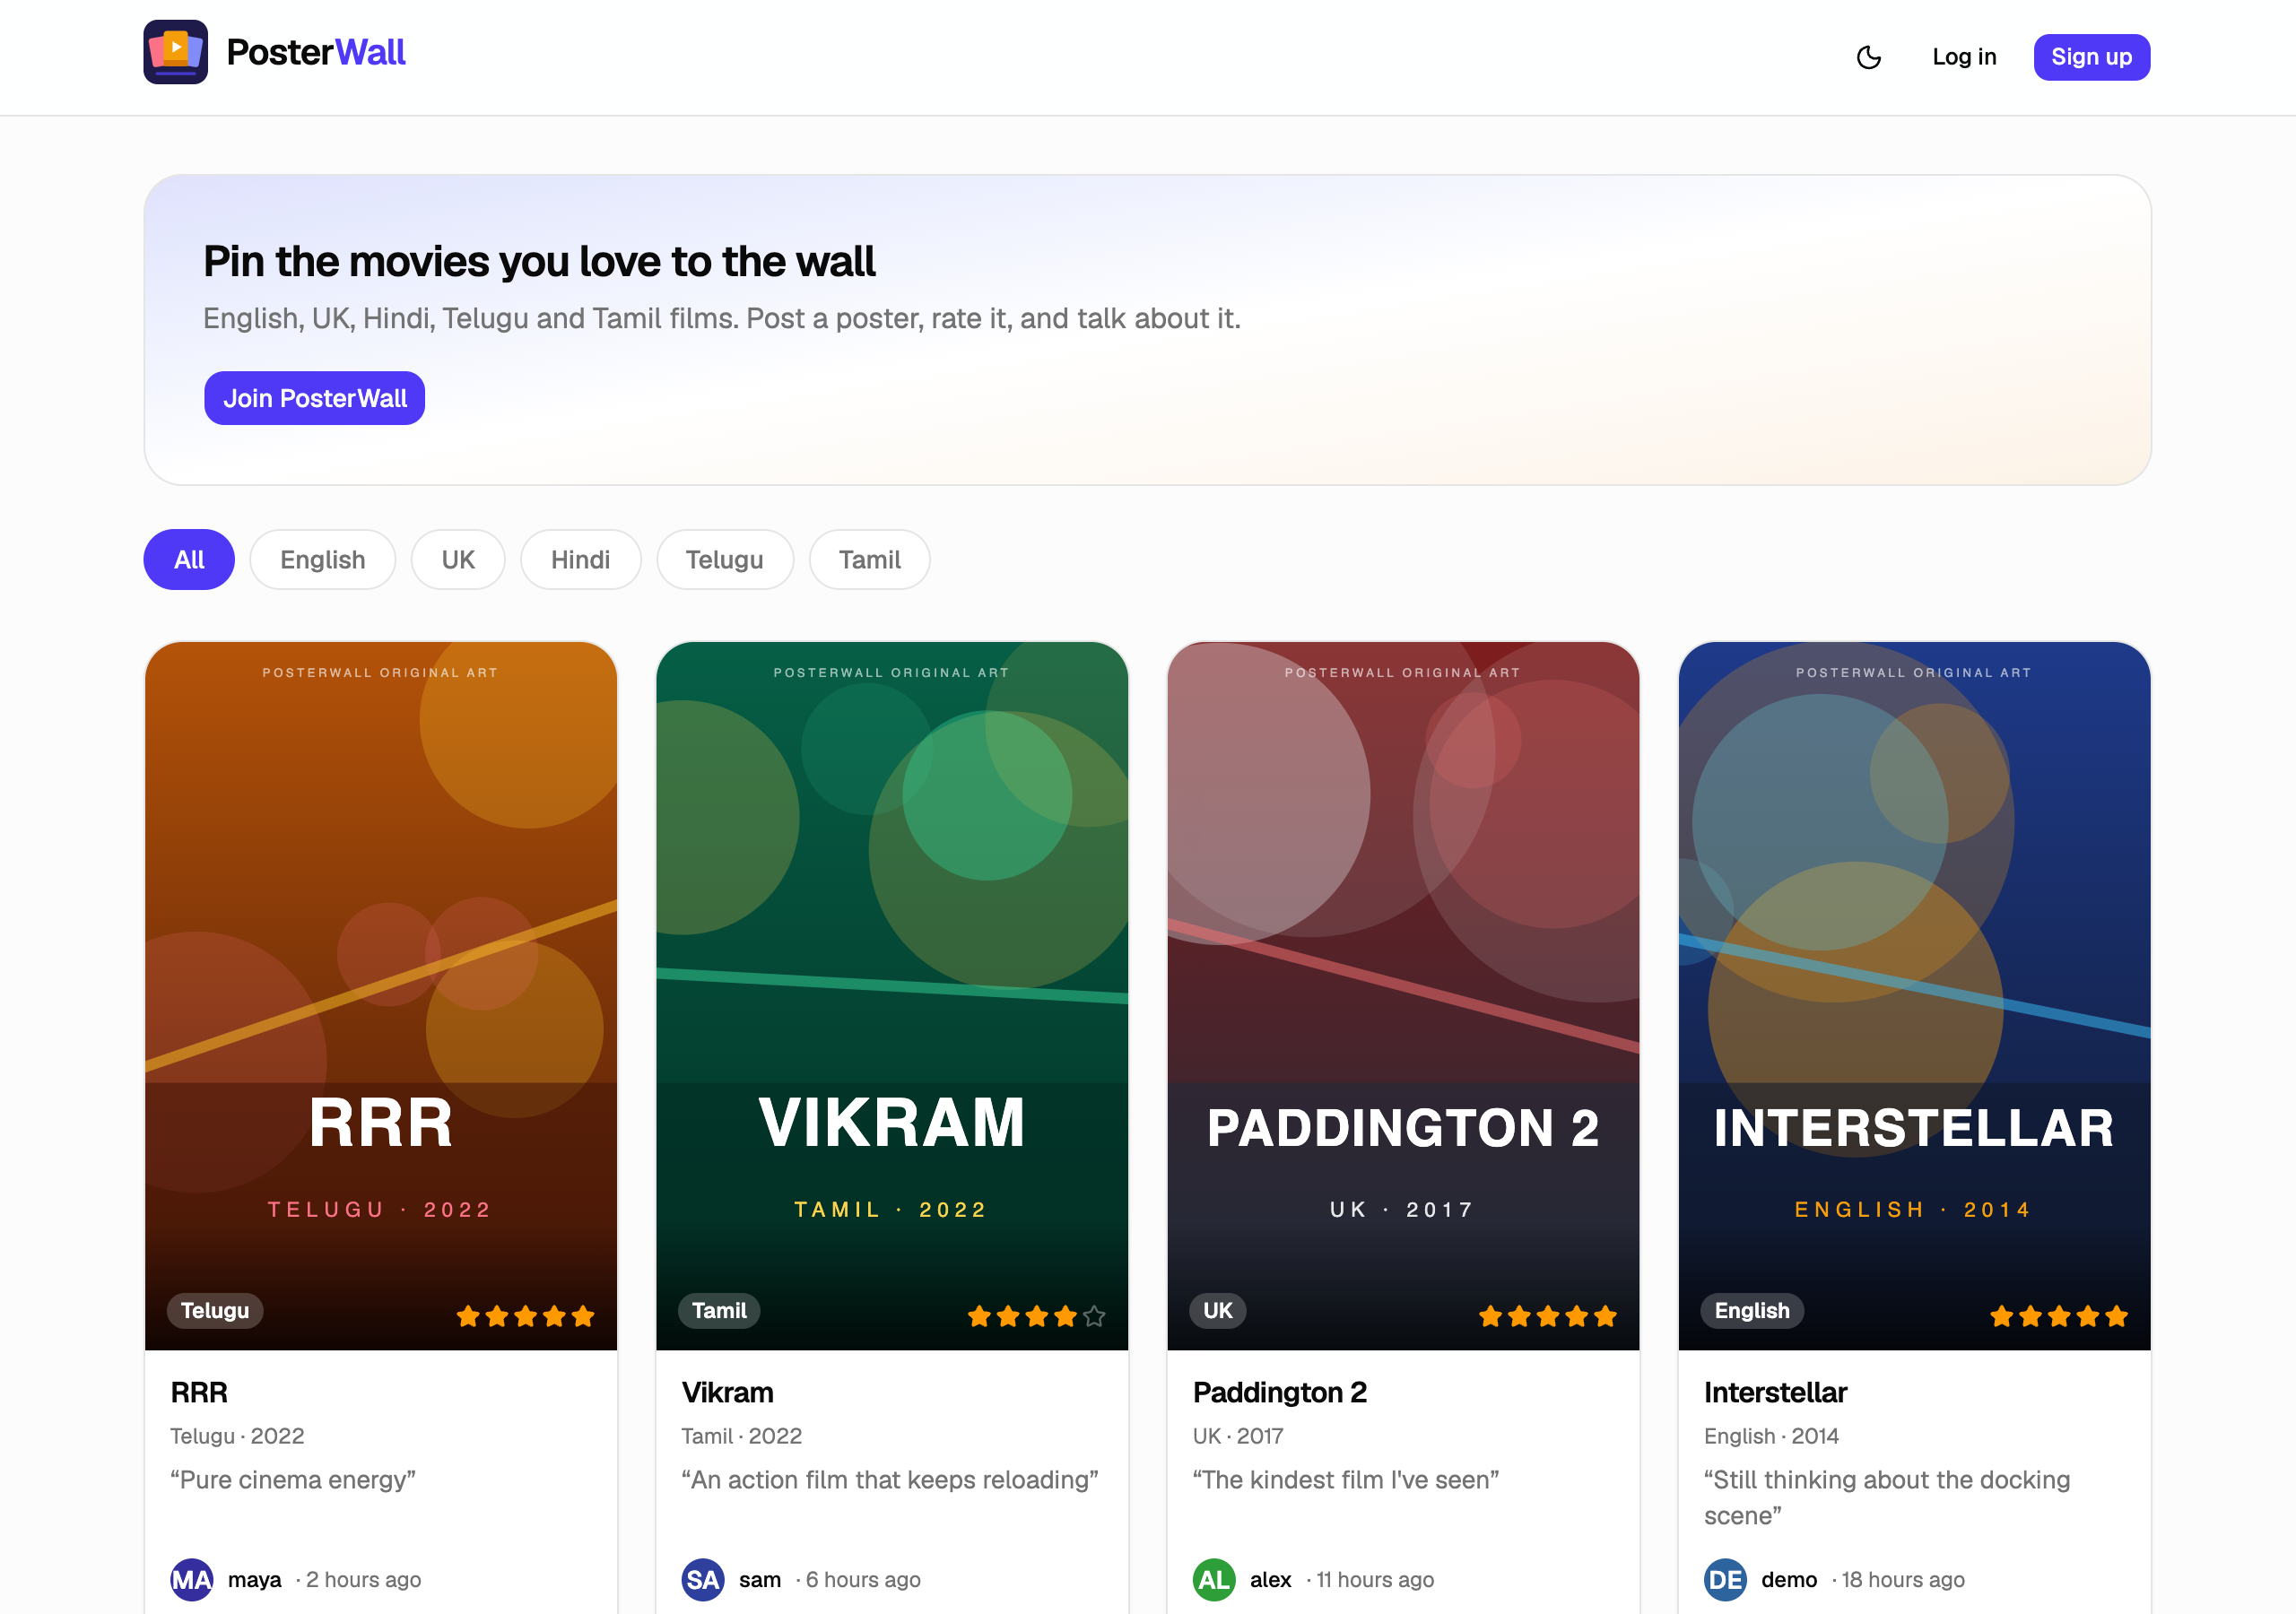 PosterWall
Log in
Sign up
Pin the movies you love to the wall
English, UK, Hindi, Telugu and Tamil films. Post a poster, rate it, and talk about it.
Join PosterWall
All
English
UK
Hindi
Telugu
Tamil
POSTERWALL ORIGINAL ART
RRR
TELUGU · 2022
Telugu
RRR
Telugu · 2022
“Pure cinema energy”
MA maya · 2 hours ago
POSTERWALL ORIGINAL ART
VIKRAM
TAMIL · 2022
Tamil
Vikram
Tamil · 2022
“An action film that keeps reloading”
SA sam · 6 hours ago
POSTERWALL ORIGINAL ART
PADDINGTON 2
UK · 2017
UK
Paddington 2
UK · 2017
“The kindest film I've seen”
AL alex · 11 hours ago
POSTERWALL ORIGINAL ART
INTERSTELLAR
ENGLISH · 2014
English
Interstellar
English · 2014
“Still thinking about the docking
scene”
DE demo · 18 hours ago